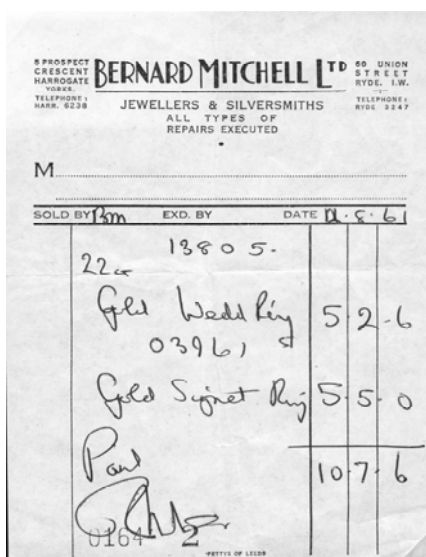 5 PROSPECT
CRESCENT
HARROGATE
YORKS.
TELEPHONE:
HARR. 6238
BERNARD MITCHELL LTD
60 UNION
STREET
RYDE. I.W.
TELEPHONE:
RYDE 3247
JEWELLERS & SILVERSMITHS
ALL TYPES OF
REPAIRS EXECUTED
M
SOLD BY Bm EXD. BY DATE 12.8.61
13805.
22ct
Gold Wedd Ring 5 2 6
03961
Gold Signet Ring 5 5 0
Paid 10 7 6
0164 2
PETTYS OF LEEDS